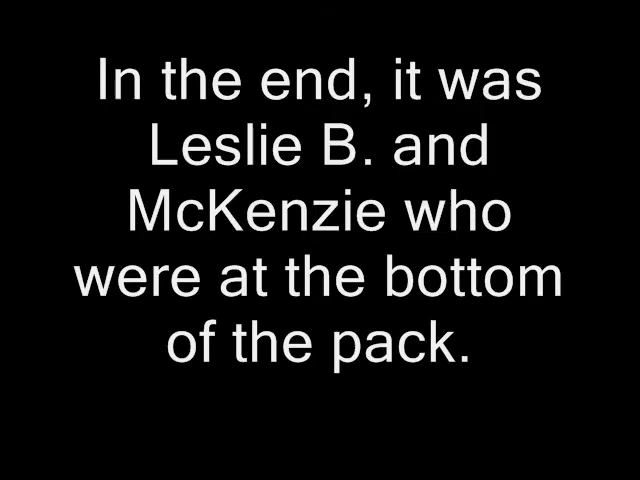 In the end, it was
Leslie B. and
McKenzie who
were at the bottom
of the pack.